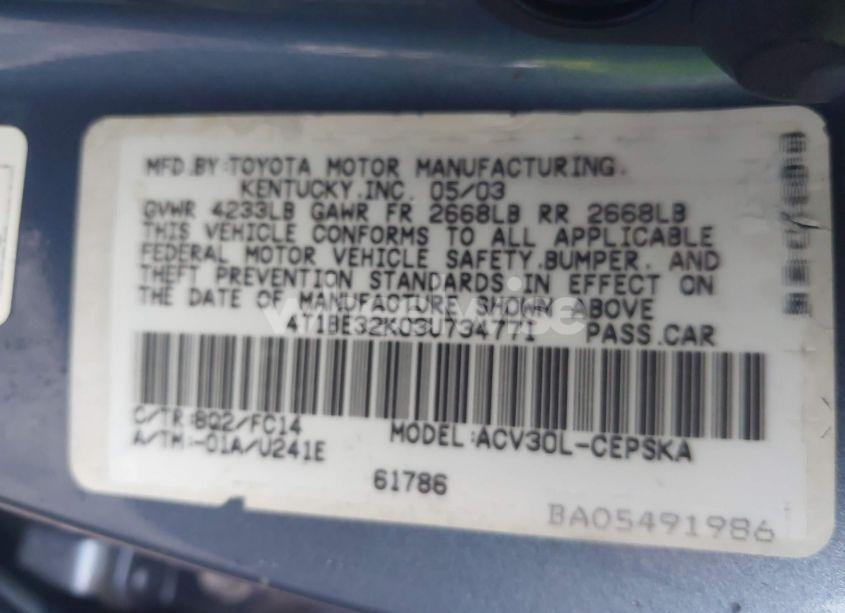 MFD.BY:TOYOTA MOTOR MANUFACTURING.
KENTUCKY.INC. 05/03
GVWR 4233LB GAWR FR 2668LB RR 2668LB
THIS VEHICLE CONFORMS TO ALL APPLICABLE
FEDERAL MOTOR VEHICLE SAFETY.BUMPER. AND
THEFT PREVENTION STANDARDS IN EFFECT ON
THE DATE OF MANUFACTURE SHOWN ABOVE
4T1BE32K03U734771 PASS.CAR
C/TR:8Q2/FC14
A/TM:-01A/U241E
MODEL:ACV30L-CEPSKA
61786
BA05491986